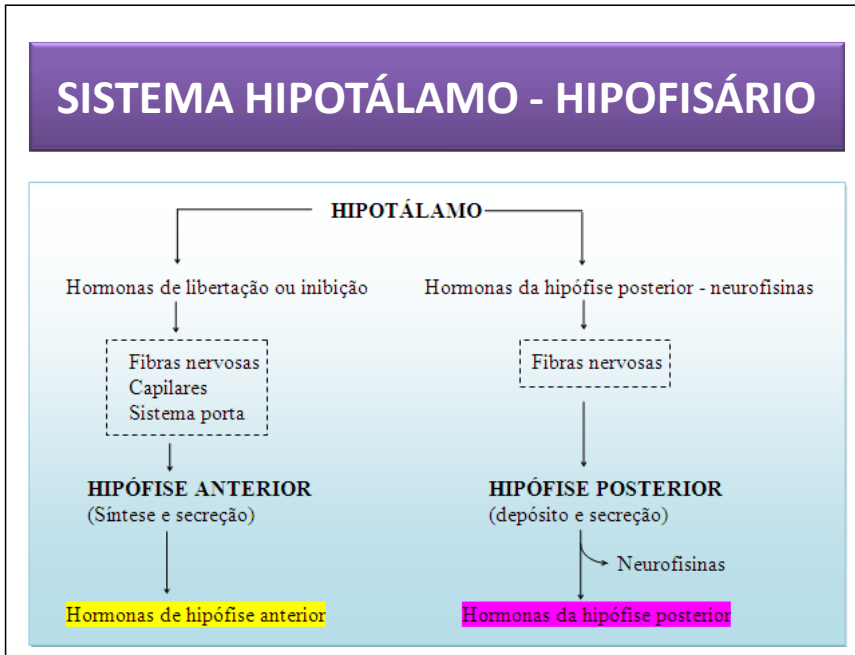 SISTEMA HIPOTÁLAMO - HIPOFISÁRIO
HIPOTÁLAMO
Hormonas de libertação ou inibição
Hormonas da hipófise posterior - neurofisinas
Fibras nervosas
Capilares
Sistema porta
Fibras nervosas
HIPÓFISE ANTERIOR
(Síntese e secreção)
HIPÓFISE POSTERIOR
(depósito e secreção)
Neurofisinas
Hormonas de hipófise anterior
Hormonas da hipófise posterior